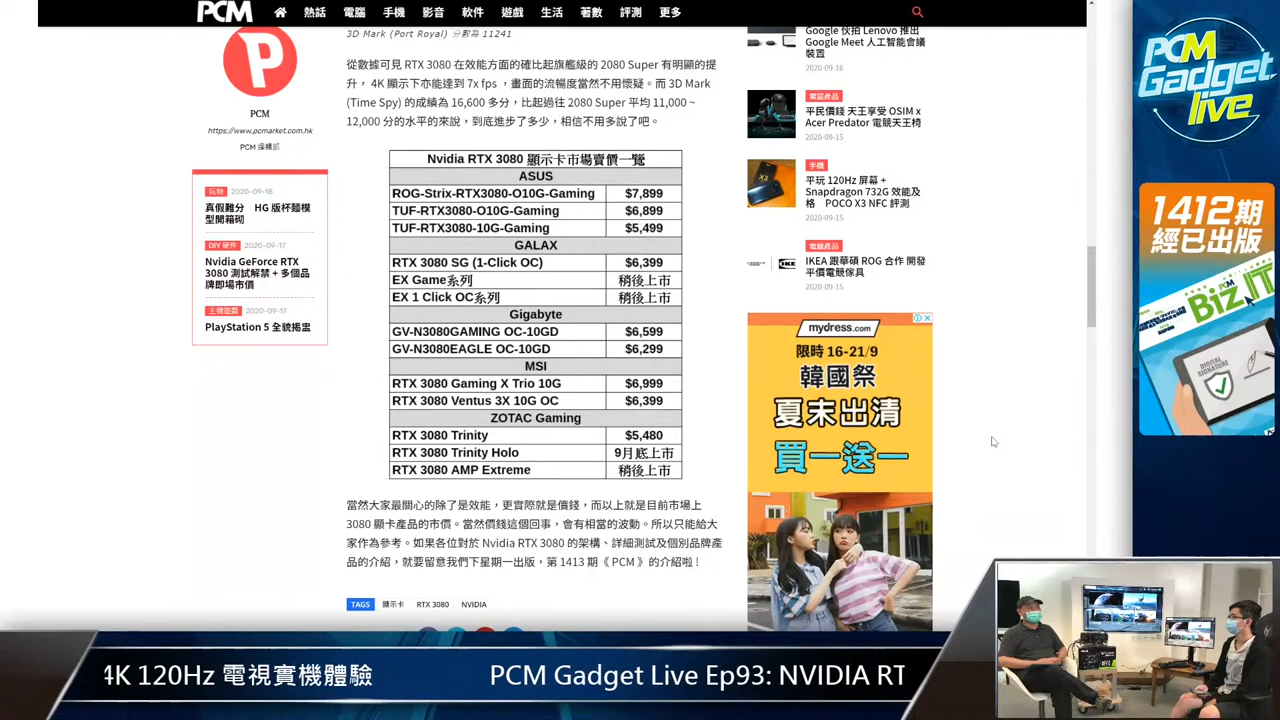 PCM 熱話 電腦 手機 影音 軟件 遊戲 生活 著數 評測 更多
P
PCM
https://www.pcmarket.com.hk
PCM 編輯部
玩物 2020-09-18
真假難分 HG 版杯麵模
型開箱砌
DIY 硬件 2020-09-17
Nvidia GeForce RTX
3080 測試解禁 + 多個品
牌即場市價
主機遊戲 2020-09-17
PlayStation 5 全貌揭盅
3D Mark (Port Royal) 分數為 11241
從數據可見 RTX 3080 在效能方面的確比起旗艦級的 2080 Super 有明顯的提
升， 4K 顯示下亦能達到 7x fps ，畫面的流暢度當然不用懷疑。而 3D Mark
(Time Spy) 的成績為 16,600 多分，比起過往 2080 Super 平均 11,000 ~
12,000 分的水平的來說，到底進步了多少，相信不用多說了吧。
Nvidia RTX 3080 顯示卡市場賣價一覽
ASUS
ROG-Strix-RTX3080-O10G-Gaming $7,899
TUF-RTX3080-O10G-Gaming $6,899
TUF-RTX3080-10G-Gaming $5,499
GALAX
RTX 3080 SG (1-Click OC) $6,399
EX Game系列 稍後上市
EX 1 Click OC系列 稍後上市
Gigabyte
GV-N3080GAMING OC-10GD $6,599
GV-N3080EAGLE OC-10GD $6,299
MSI
RTX 3080 Gaming X Trio 10G $6,999
RTX 3080 Ventus 3X 10G OC $6,399
ZOTAC Gaming
RTX 3080 Trinity $5,480
RTX 3080 Trinity Holo 9月底上市
RTX 3080 AMP Extreme 稍後上市
當然大家最關心的除了是效能，更實際就是價錢，而以上就是目前市場上
3080 顯卡產品的市價。當然價錢這個回事，會有相當的波動。所以只能給大
家作為參考。如果各位對於 Nvidia RTX 3080 的架構、詳細測試及個別品牌產
品的介紹，就要留意我們下星期一出版，第 1413 期《 PCM 》的介紹啦 !
TAGS 顯示卡 RTX 3080 NVIDIA
Google 伙拍 Lenovo 推出
Google Meet 人工智能會議
裝置
2020-09-16
電競產品
平民價錢 天王享受 OSIM x
Acer Predator 電競天王椅
2020-09-15
手機
平玩 120Hz 屏幕 +
Snapdragon 732G 效能及
格 POCO X3 NFC 評測
2020-09-15
電競產品
IKEA 跟華碩 ROG 合作 開發
平價電競傢具
2020-09-15
mydress.com
限時 16-21/9
韓國祭
夏末出清
買一送一
PCM
Gadget
live
1412期
經已出版
PCM
Biz.IT
DIGITAL
SIGNATURE
4K 120Hz 電視實機體驗 PCM Gadget Live Ep93: NVIDIA RT